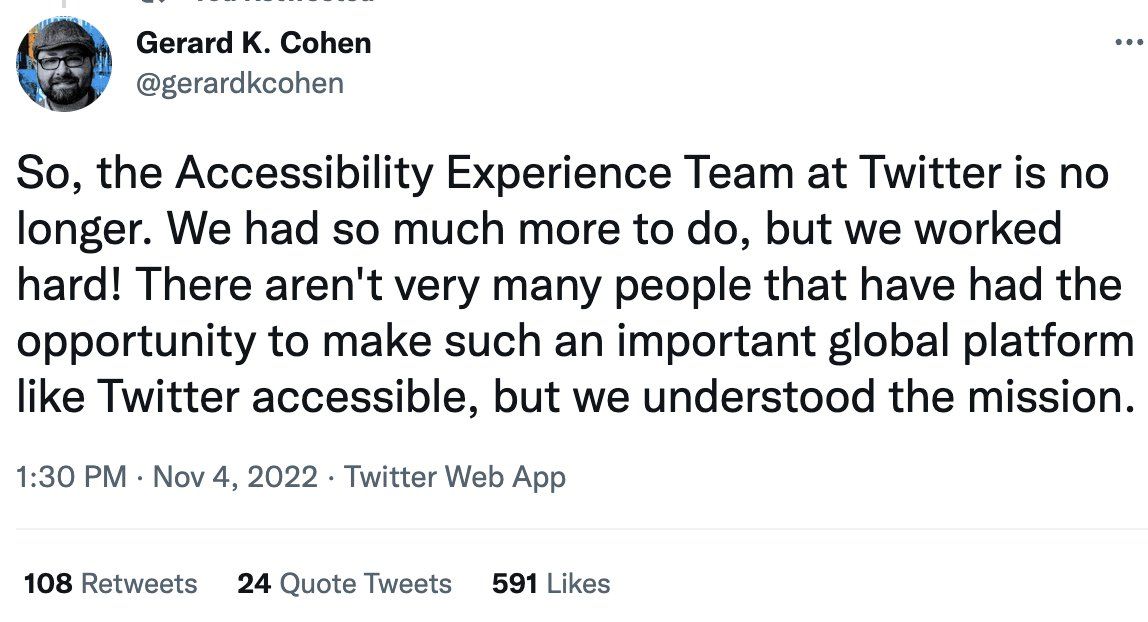 Gerard K. Cohen
@gerardkcohen
So, the Accessibility Experience Team at Twitter is no
longer. We had so much more to do, but we worked
hard! There aren't very many people that have had the
opportunity to make such an important global platform
like Twitter accessible, but we understood the mission.
1:30 PM · Nov 4, 2022 · Twitter Web App
108 Retweets 24 Quote Tweets 591 Likes